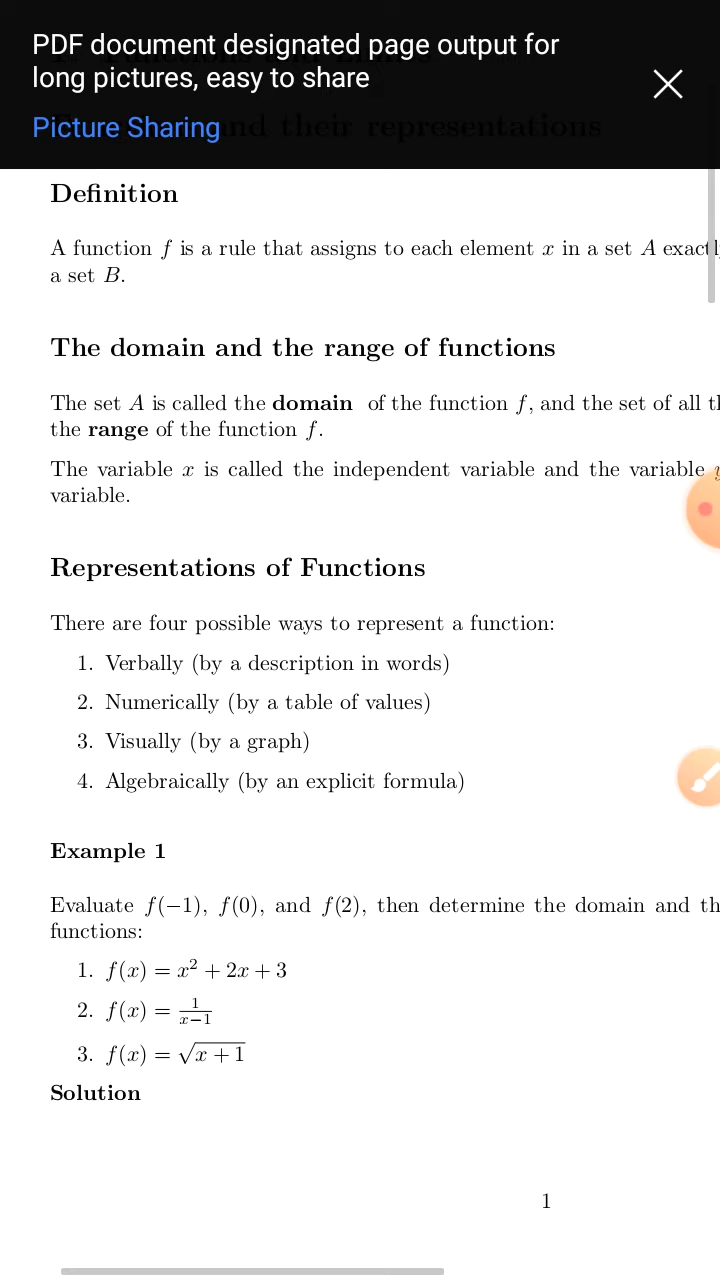 PDF document designated page output for
long pictures, easy to share
Picture Sharing
and their representations
Definition
A function f is a rule that assigns to each element x in a set A
a set B.
The domain and the range of functions
The set A is called the domain of the function f, and the set of all
the range of the function f.
The variable x is called the independent variable and the variable
variable.
Representations of Functions
There are four possible ways to represent a function:
1. Verbally (by a description in words)
2. Numerically (by a table of values)
3. Visually (by a graph)
4. Algebraically (by an explicit formula)
Example 1
Evaluate f(−1), f(0), and f(2), then determine the domain and
functions:
1. f(x) = x² + 2x + 3
2. f(x) = 1/(x−1)
3. f(x) = √(x + 1)
Solution
1